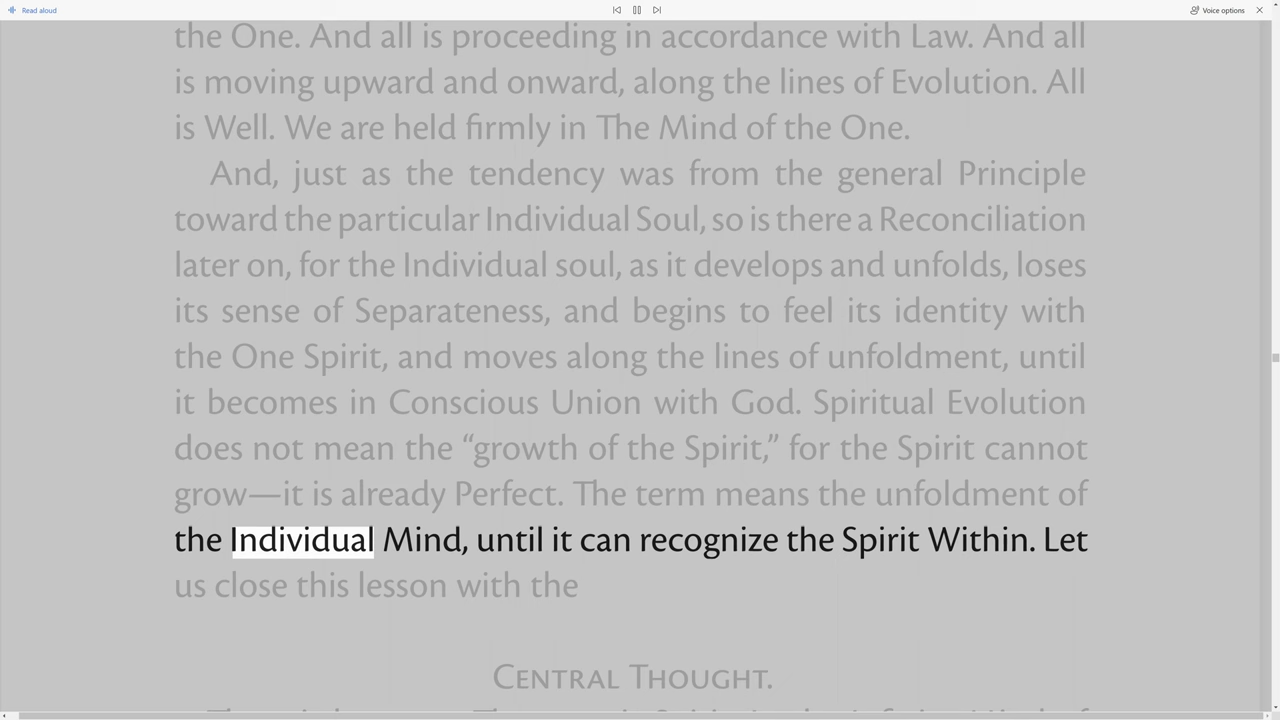 Read aloud
Voice options
the One. And all is proceeding in accordance with Law. And all
is moving upward and onward, along the lines of Evolution. All
is Well. We are held firmly in The Mind of the One.
And, just as the tendency was from the general Principle
toward the particular Individual Soul, so is there a Reconciliation
later on, for the Individual soul, as it develops and unfolds, loses
its sense of Separateness, and begins to feel its identity with
the One Spirit, and moves along the lines of unfoldment, until
it becomes in Conscious Union with God. Spiritual Evolution
does not mean the “growth of the Spirit,” for the Spirit cannot
grow—it is already Perfect. The term means the unfoldment of
the Individual Mind, until it can recognize the Spirit Within. Let
us close this lesson with the
Central Thought.